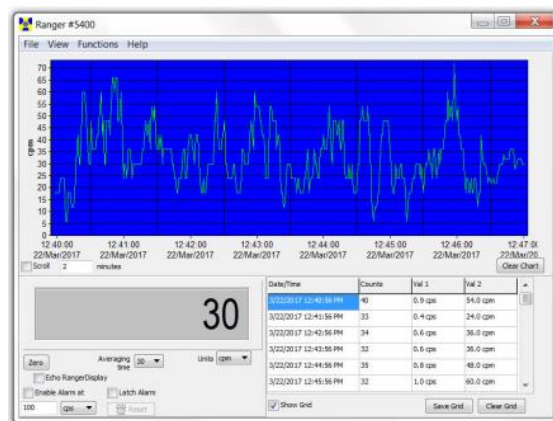 Ranger #5400
File View Functions Help
70
65
60
55
50
45
40
35
30
25
20
15
10
5
0
cpm
12:40:00 12:41:00 12:42:00 12:43:00 12:44:00 12:45:00 12:46:00 12:47:0
22/Mar/2017 22/Mar/2017 22/Mar/2017 22/Mar/2017 22/Mar/2017 22/Mar/2017 22/Mar/2017 22/Mar/20
Scroll 2 minutes Clear Chart
30
Zero Averaging time 30 Units cpm
Echo RangerDisplay
Enable Alarm at Latch Alarm
100 cps Reset
Date/Time Counts Val 1 Val 2
3/22/2017 12:40:56 PM 40 0.9 cps 54.0 cpm
3/22/2017 12:41:56 PM 33 0.4 cps 24.0 cpm
3/22/2017 12:42:56 PM 34 0.6 cps 36.0 cpm
3/22/2017 12:43:56 PM 32 0.6 cps 36.0 cpm
3/22/2017 12:44:56 PM 35 0.8 cps 48.0 cpm
3/22/2017 12:45:56 PM 32 1.0 cps 60.0 cpm
Show Grid Save Grid Clear Grid